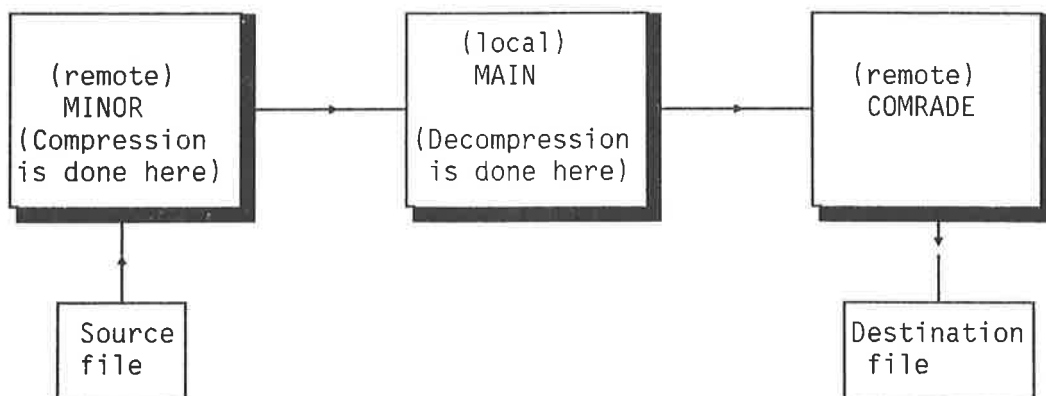 (remote)
MINOR
(Compression
is done here)
(local)
MAIN
(Decompression
is done here)
(remote)
COMRADE
Source
file
Destination
file